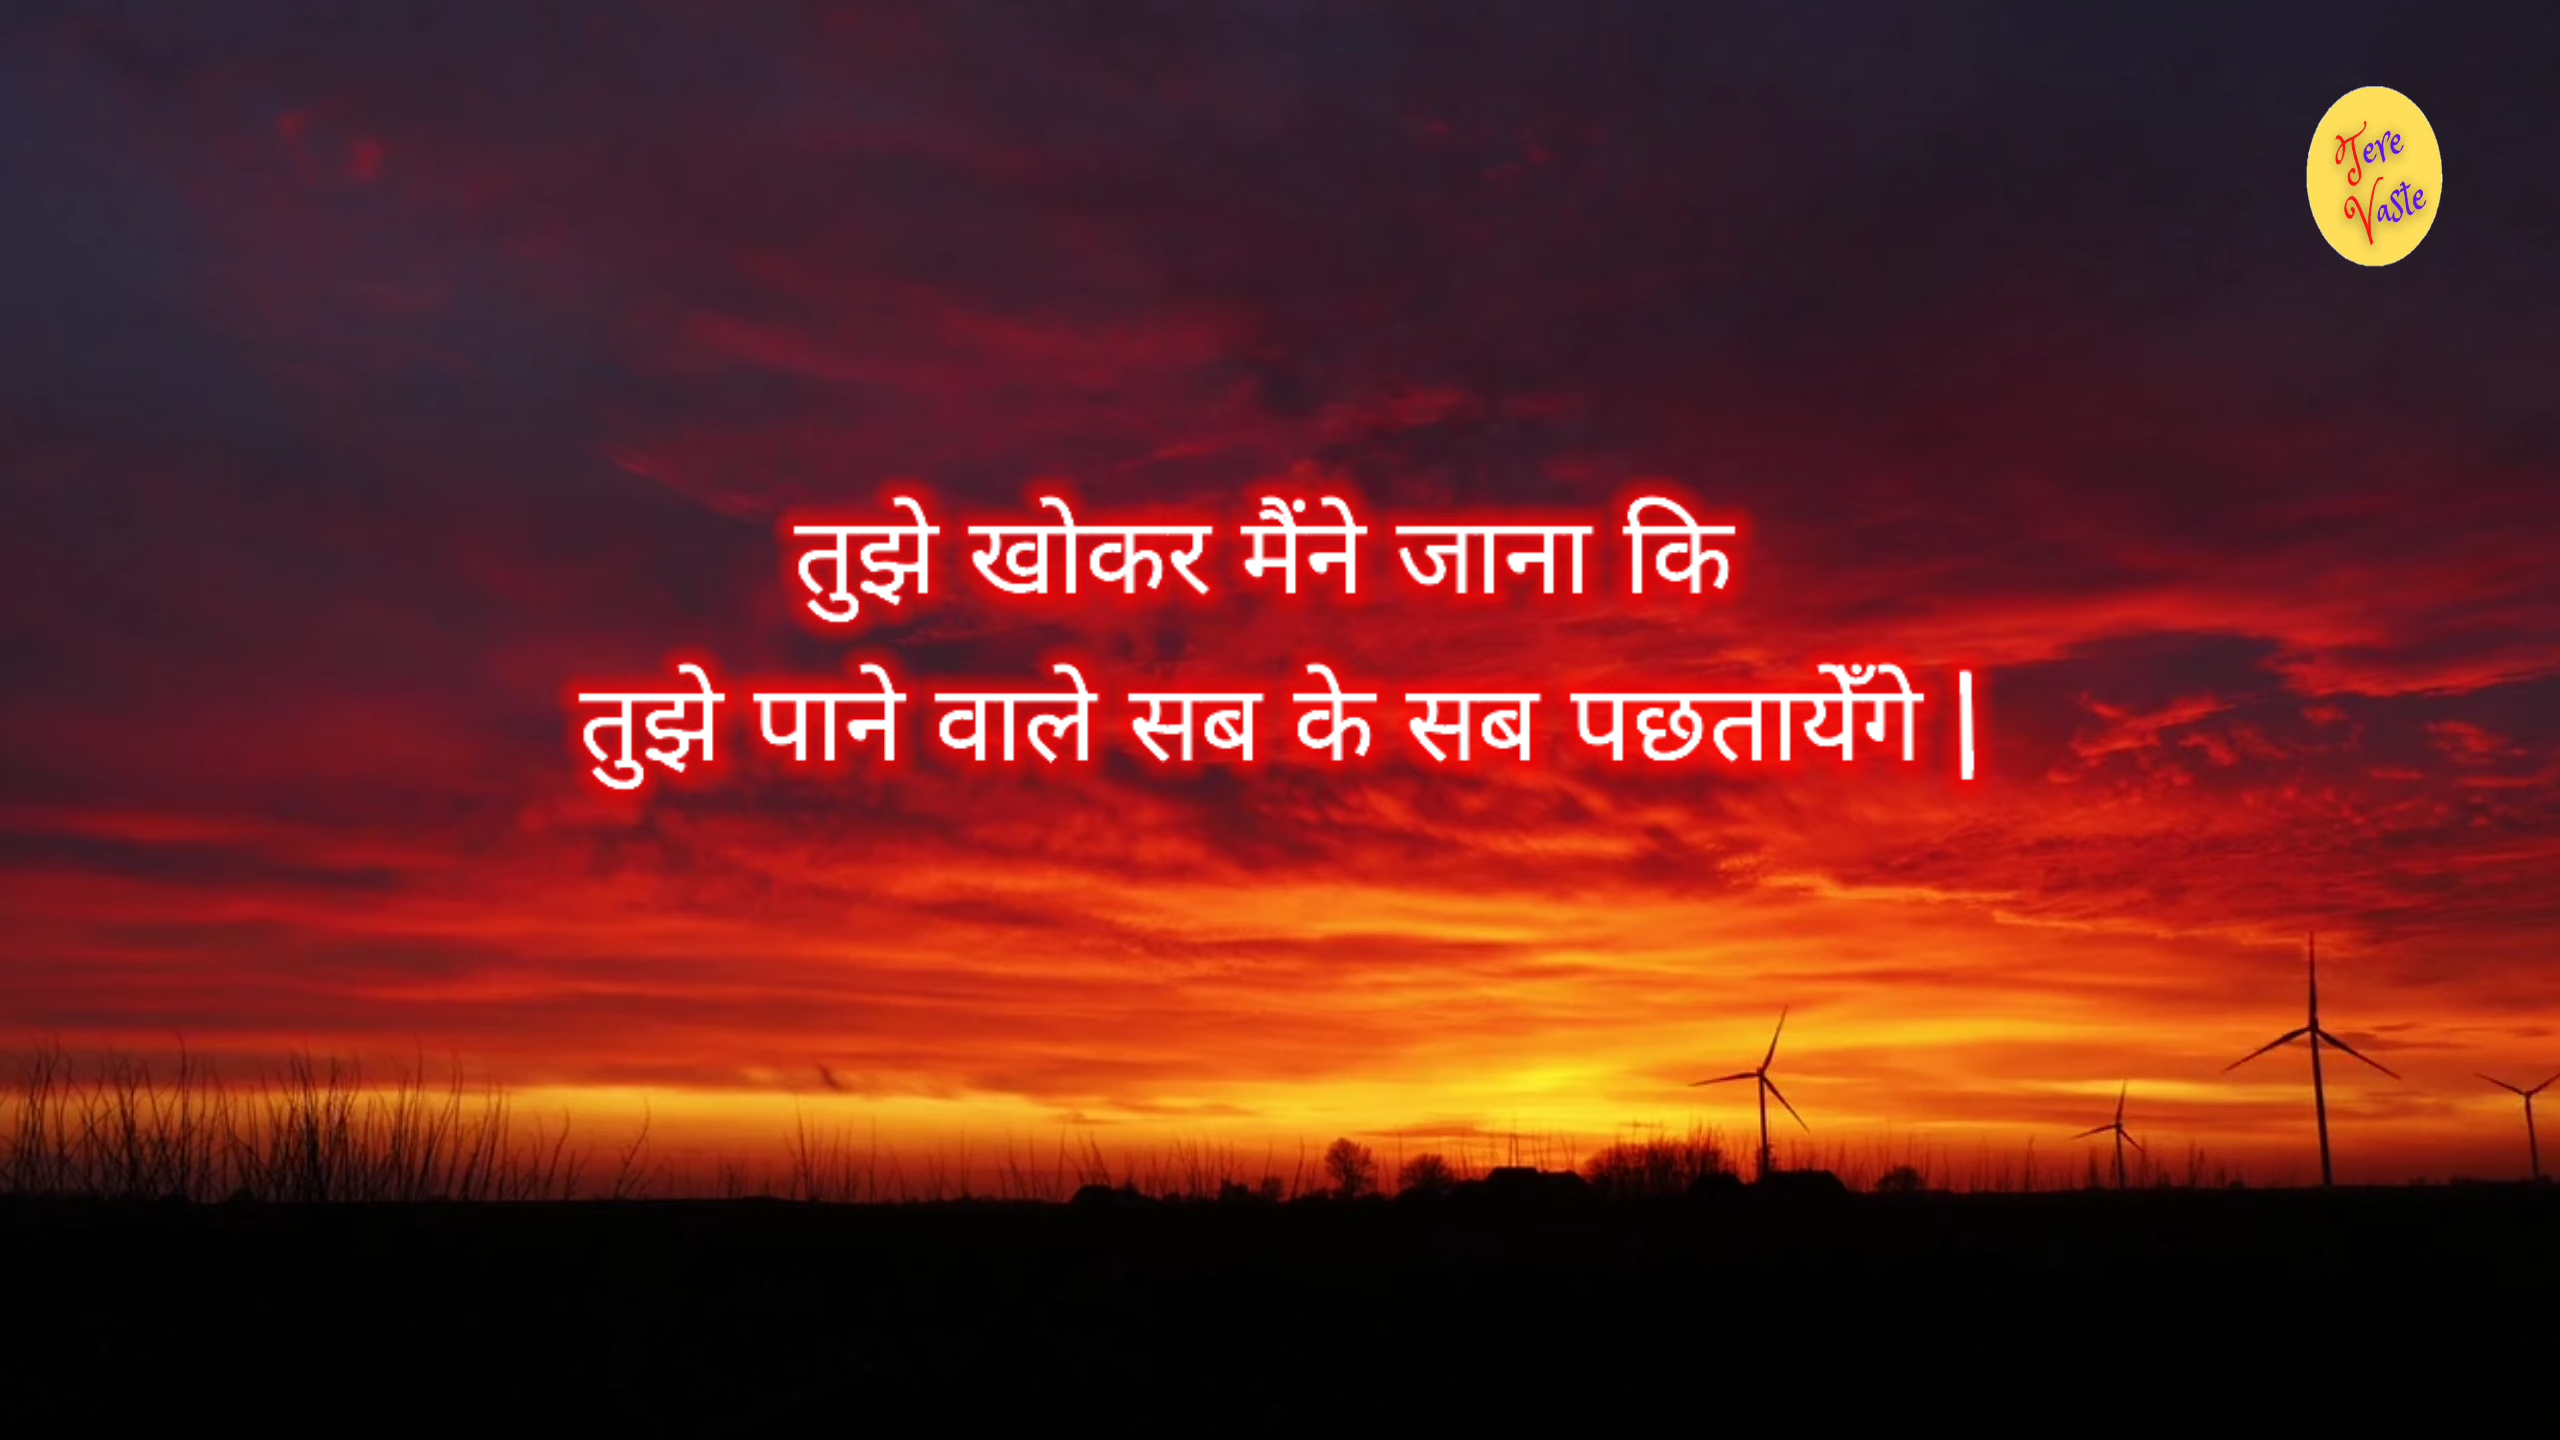 Tere
Vaste
तुझे खोकर मैंने जाना कि
तुझे पाने वाले सब के सब पछतायेँगे |